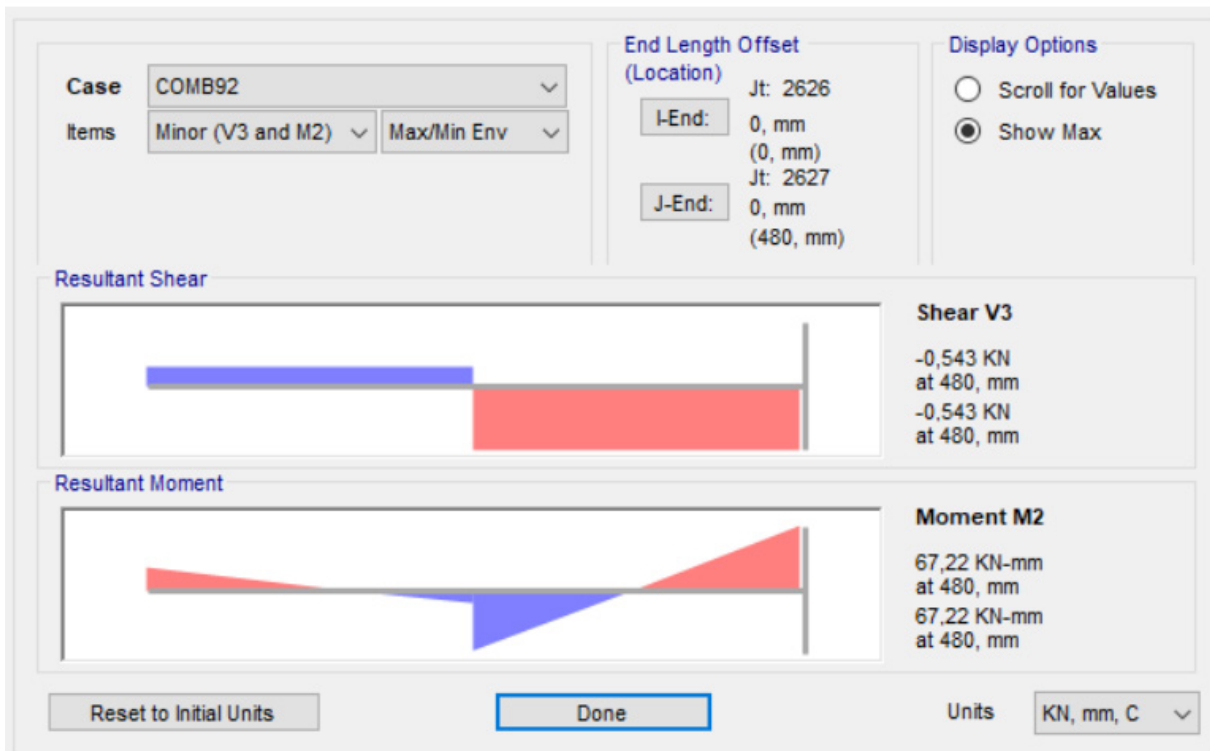 Case
COMB92
Items
Minor (V3 and M2)
Max/Min Env
End Length Offset
(Location)
I-End:
Jt: 2626
0, mm
(0, mm)
J-End:
Jt: 2627
0, mm
(480, mm)
Display Options
Scroll for Values
Show Max
Resultant Shear
Shear V3
-0,543 KN
at 480, mm
-0,543 KN
at 480, mm
Resultant Moment
Moment M2
67,22 KN-mm
at 480, mm
67,22 KN-mm
at 480, mm
Reset to Initial Units
Done
Units
KN, mm, C